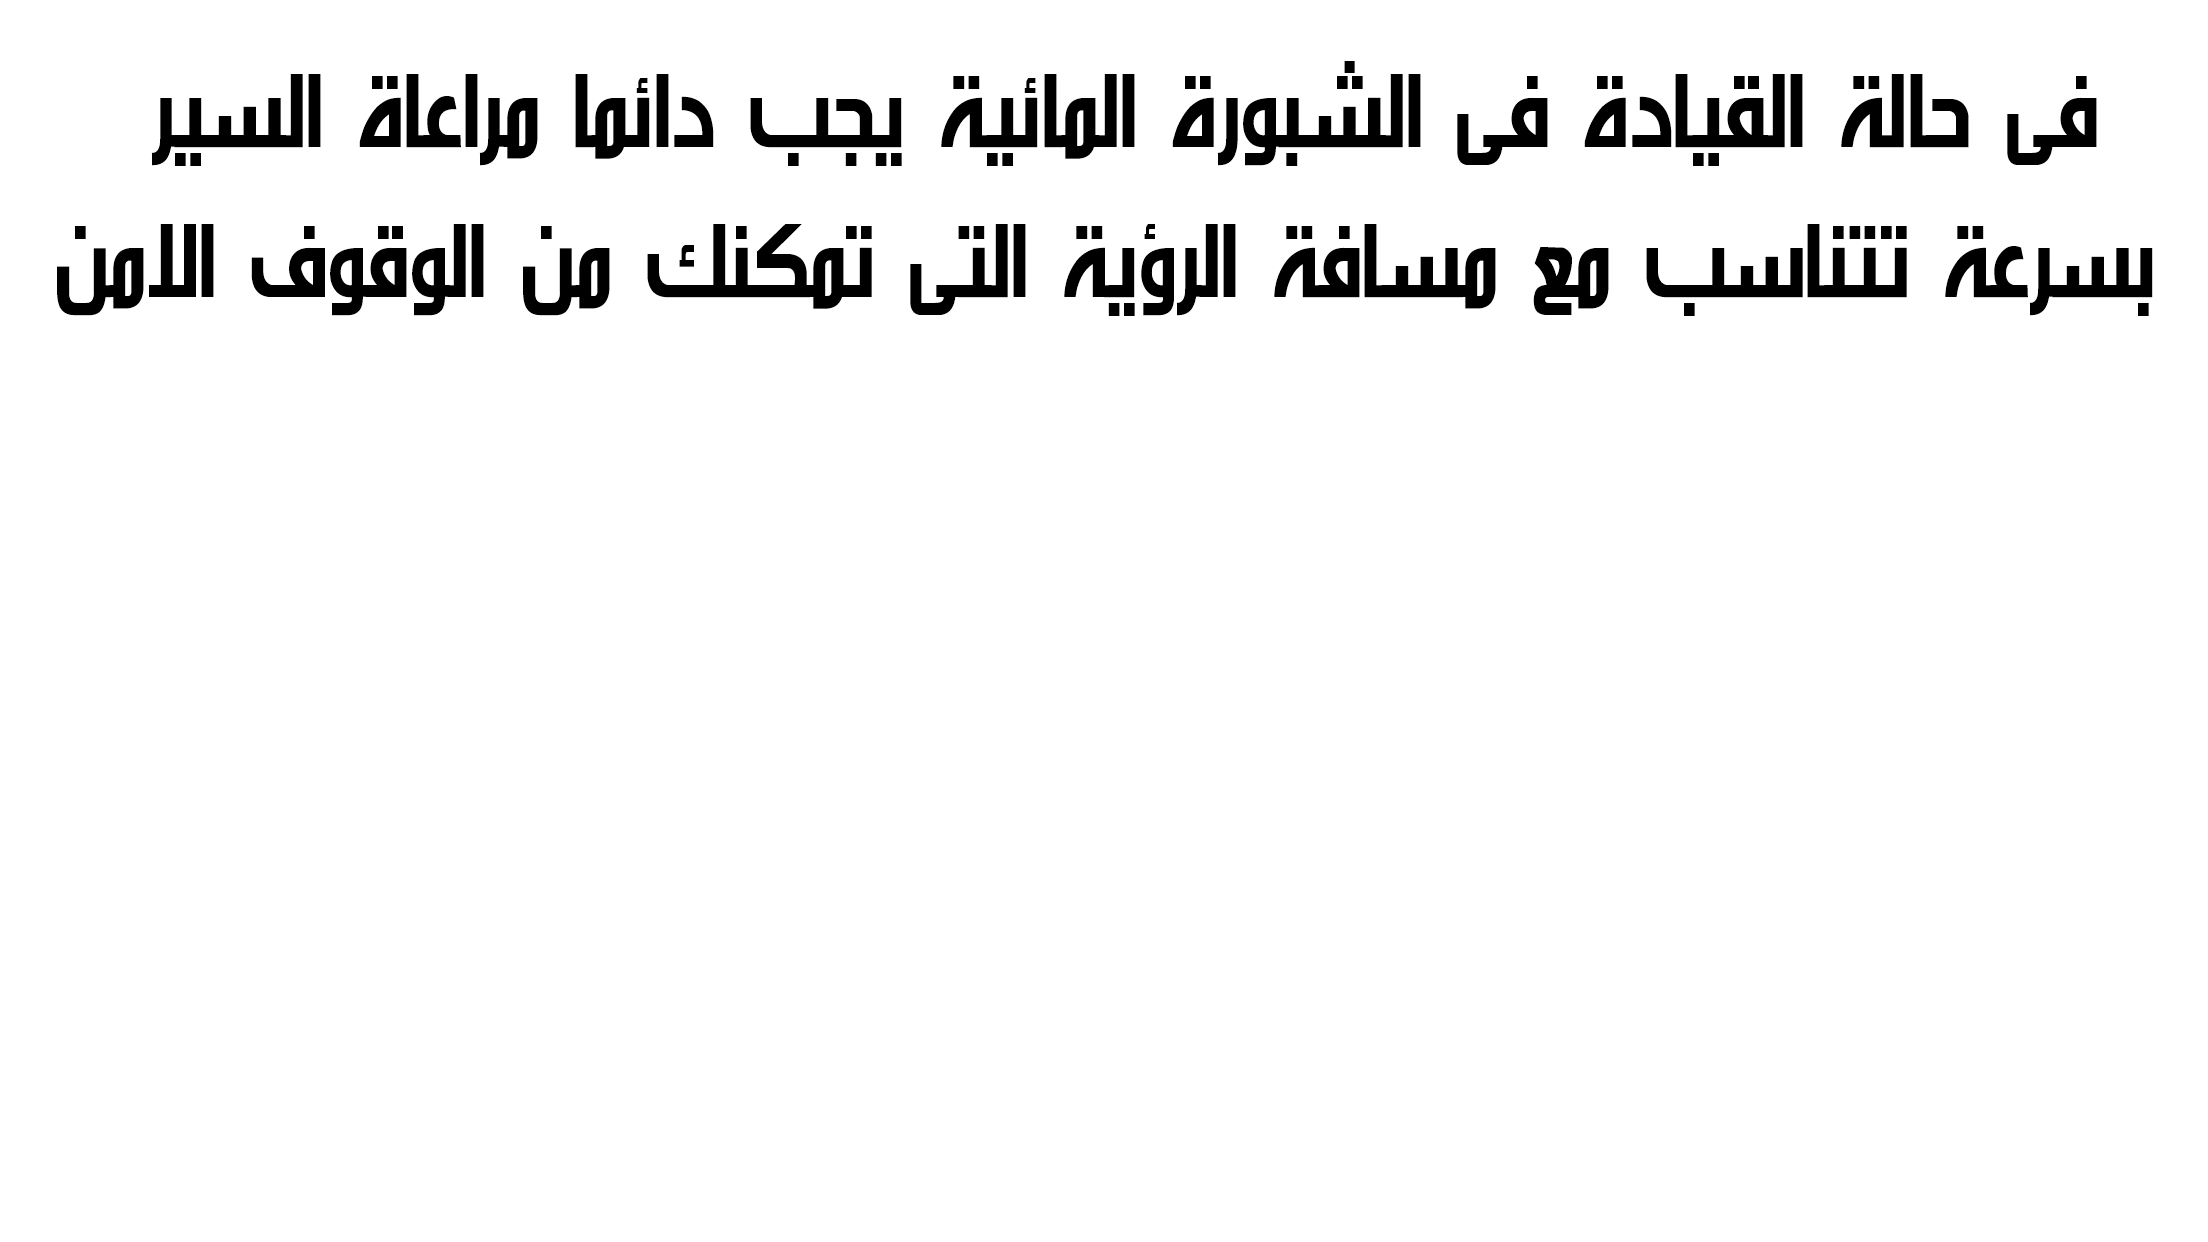 فى حالة القيادة فى الشبورة المائية يجب دائما مراعاة السير
بسرعة تتناسب مع مسافة الرؤية التى تمكنك من الوقوف الامن